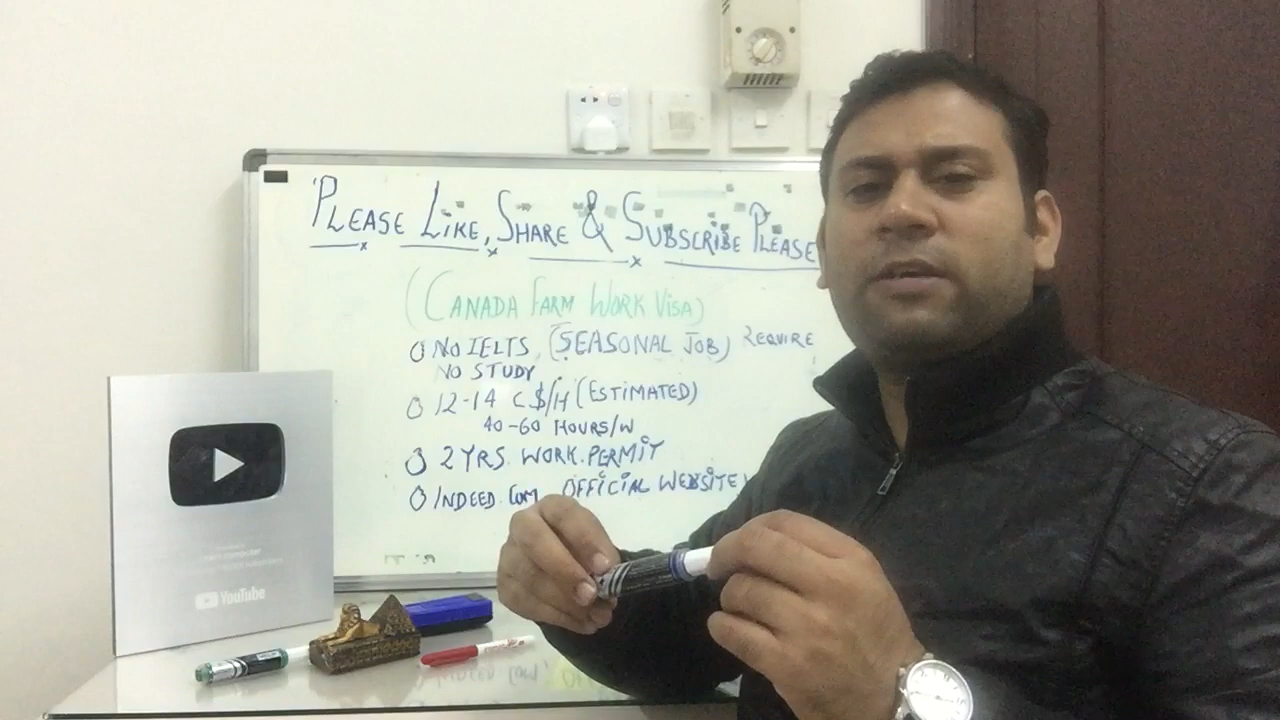 PLEASE LIKE, SHARE & SUBSCRIBE PLEASE
(CANADA FARM WORK VISA)
NO IELTS (SEASONAL JOB) REQUIRE
NO STUDY
12-14 C$/H (ESTIMATED)
40-60 HOURS/W
2 YRS. WORK. PERMIT
INDEED.COM OFFICIAL WEBSITE
YouTube